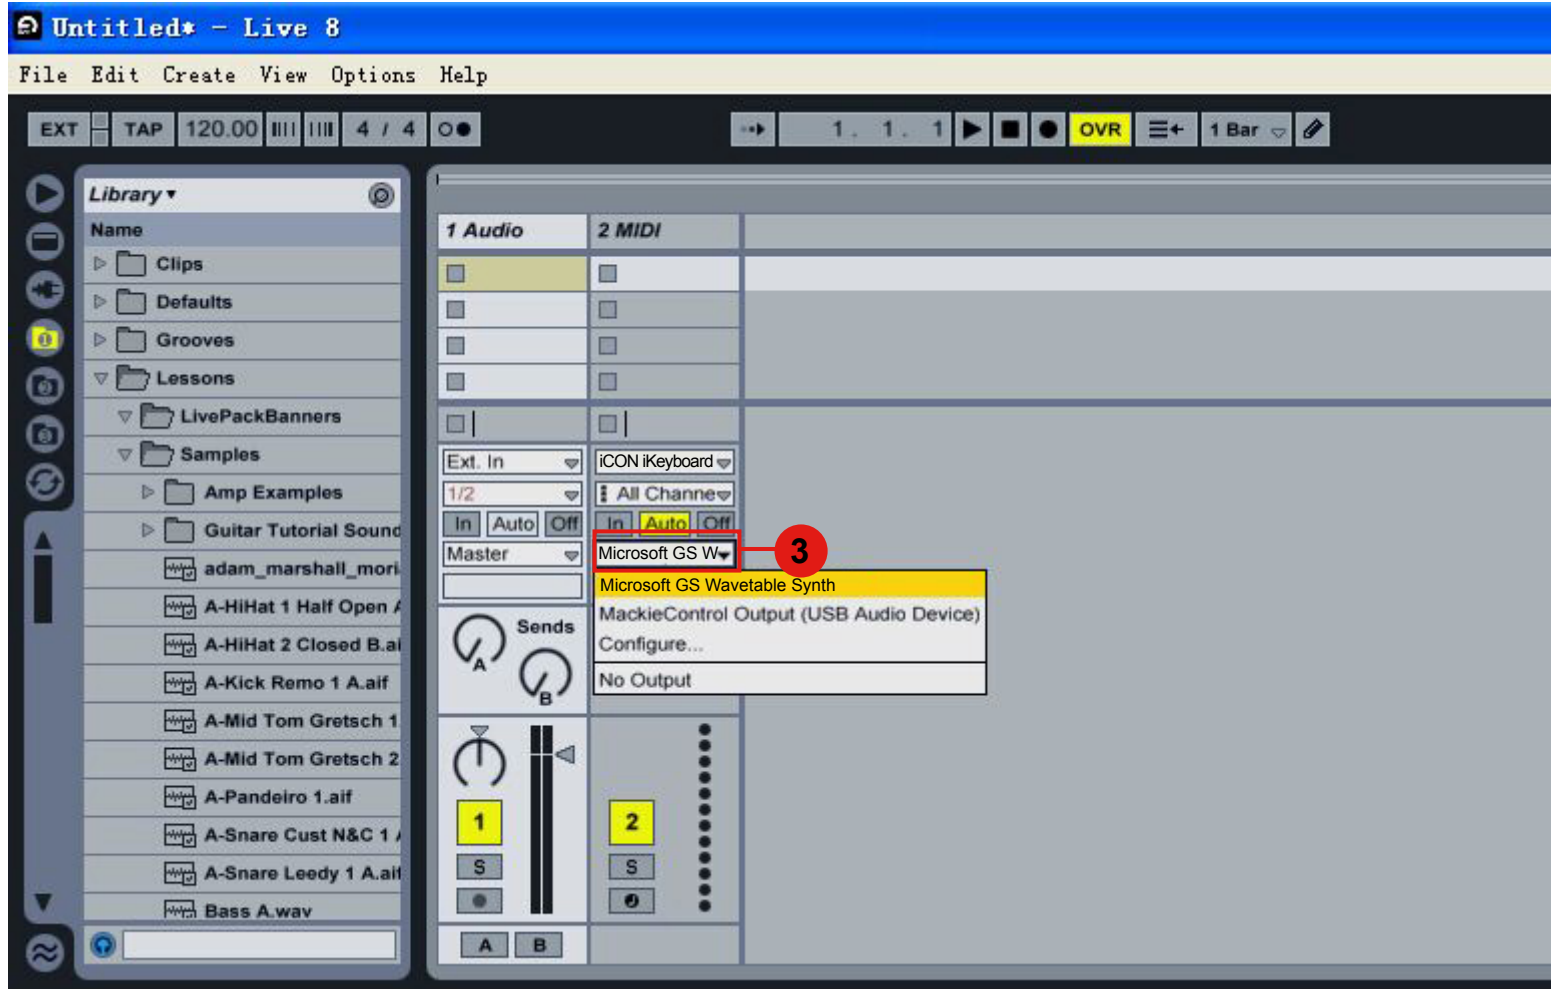 Untitled* - Live 8
File Edit Create View Options Help
EXT TAP 120.00 4 / 4 1. 1. 1 OVR 1 Bar
Library
Name
Clips
Defaults
Grooves
Lessons
LivePackBanners
Samples
Amp Examples
Guitar Tutorial Sound
adam_marshall_mori
A-HiHat 1 Half Open A
A-HiHat 2 Closed B.ai
A-Kick Remo 1 A.aif
A-Mid Tom Gretsch 1
A-Mid Tom Gretsch 2
A-Pandeiro 1.aif
A-Snare Cust N&C 1 A
A-Snare Leedy 1 A.aif
Bass A.wav
1 Audio 2 MIDI
Ext. In iCON iKeyboard
1/2 All Channe
In Auto Off In Auto Off
Master Microsoft GS W 3
Microsoft GS Wavetable Synth
MackieControl Output (USB Audio Device)
Configure...
No Output
Sends
A
B
1 2
S S
A B